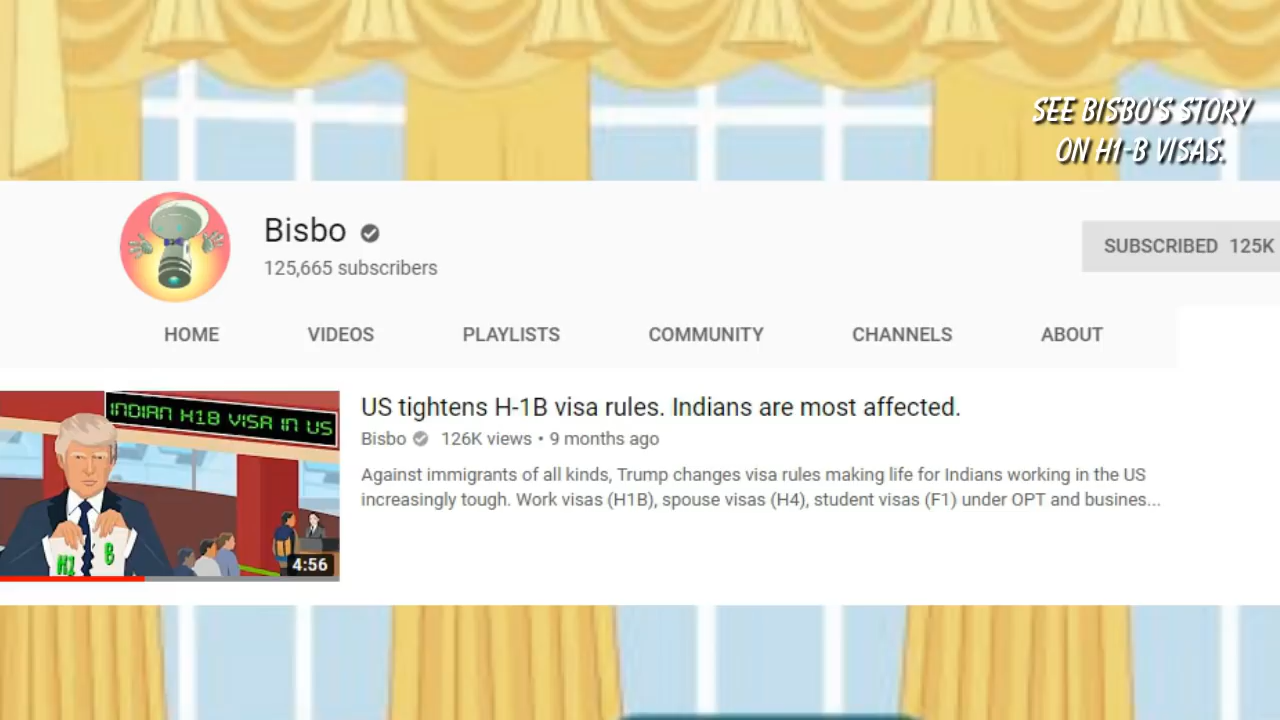 SEE BISBO'S STORY
ON H1-B VISAS.
Bisbo
125,665 subscribers
SUBSCRIBED 125K
HOME VIDEOS PLAYLISTS COMMUNITY CHANNELS ABOUT
INDIAN H1B VISA IN US
H1 B
4:56
US tightens H-1B visa rules. Indians are most affected.
Bisbo 126K views • 9 months ago
Against immigrants of all kinds, Trump changes visa rules making life for Indians working in the US
increasingly tough. Work visas (H1B), spouse visas (H4), student visas (F1) under OPT and busines...